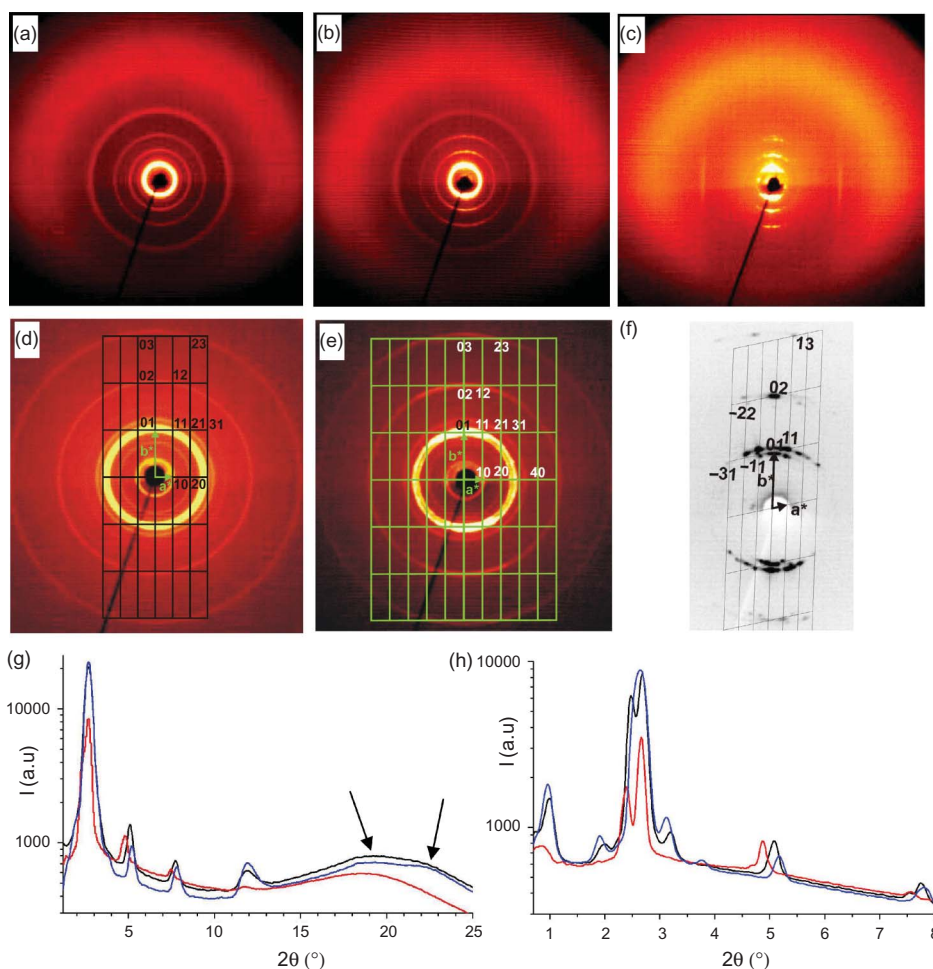 (a)
(b)
(c)
(d)
03 23
02 12
01 11 21 31
b*
a*
10 20
(e)
03 23
02 12
01 11 21 31
b*
10 20 40
a*
(f)
13
02
-22
01 11
-31 -11
b*
a*
(g)
10000
1000
I (a.u)
5 10 15 20 25
2θ (°)
(h)
10000
1000
I (a.u)
1 2 3 4 5 6 7 8
2θ (°)